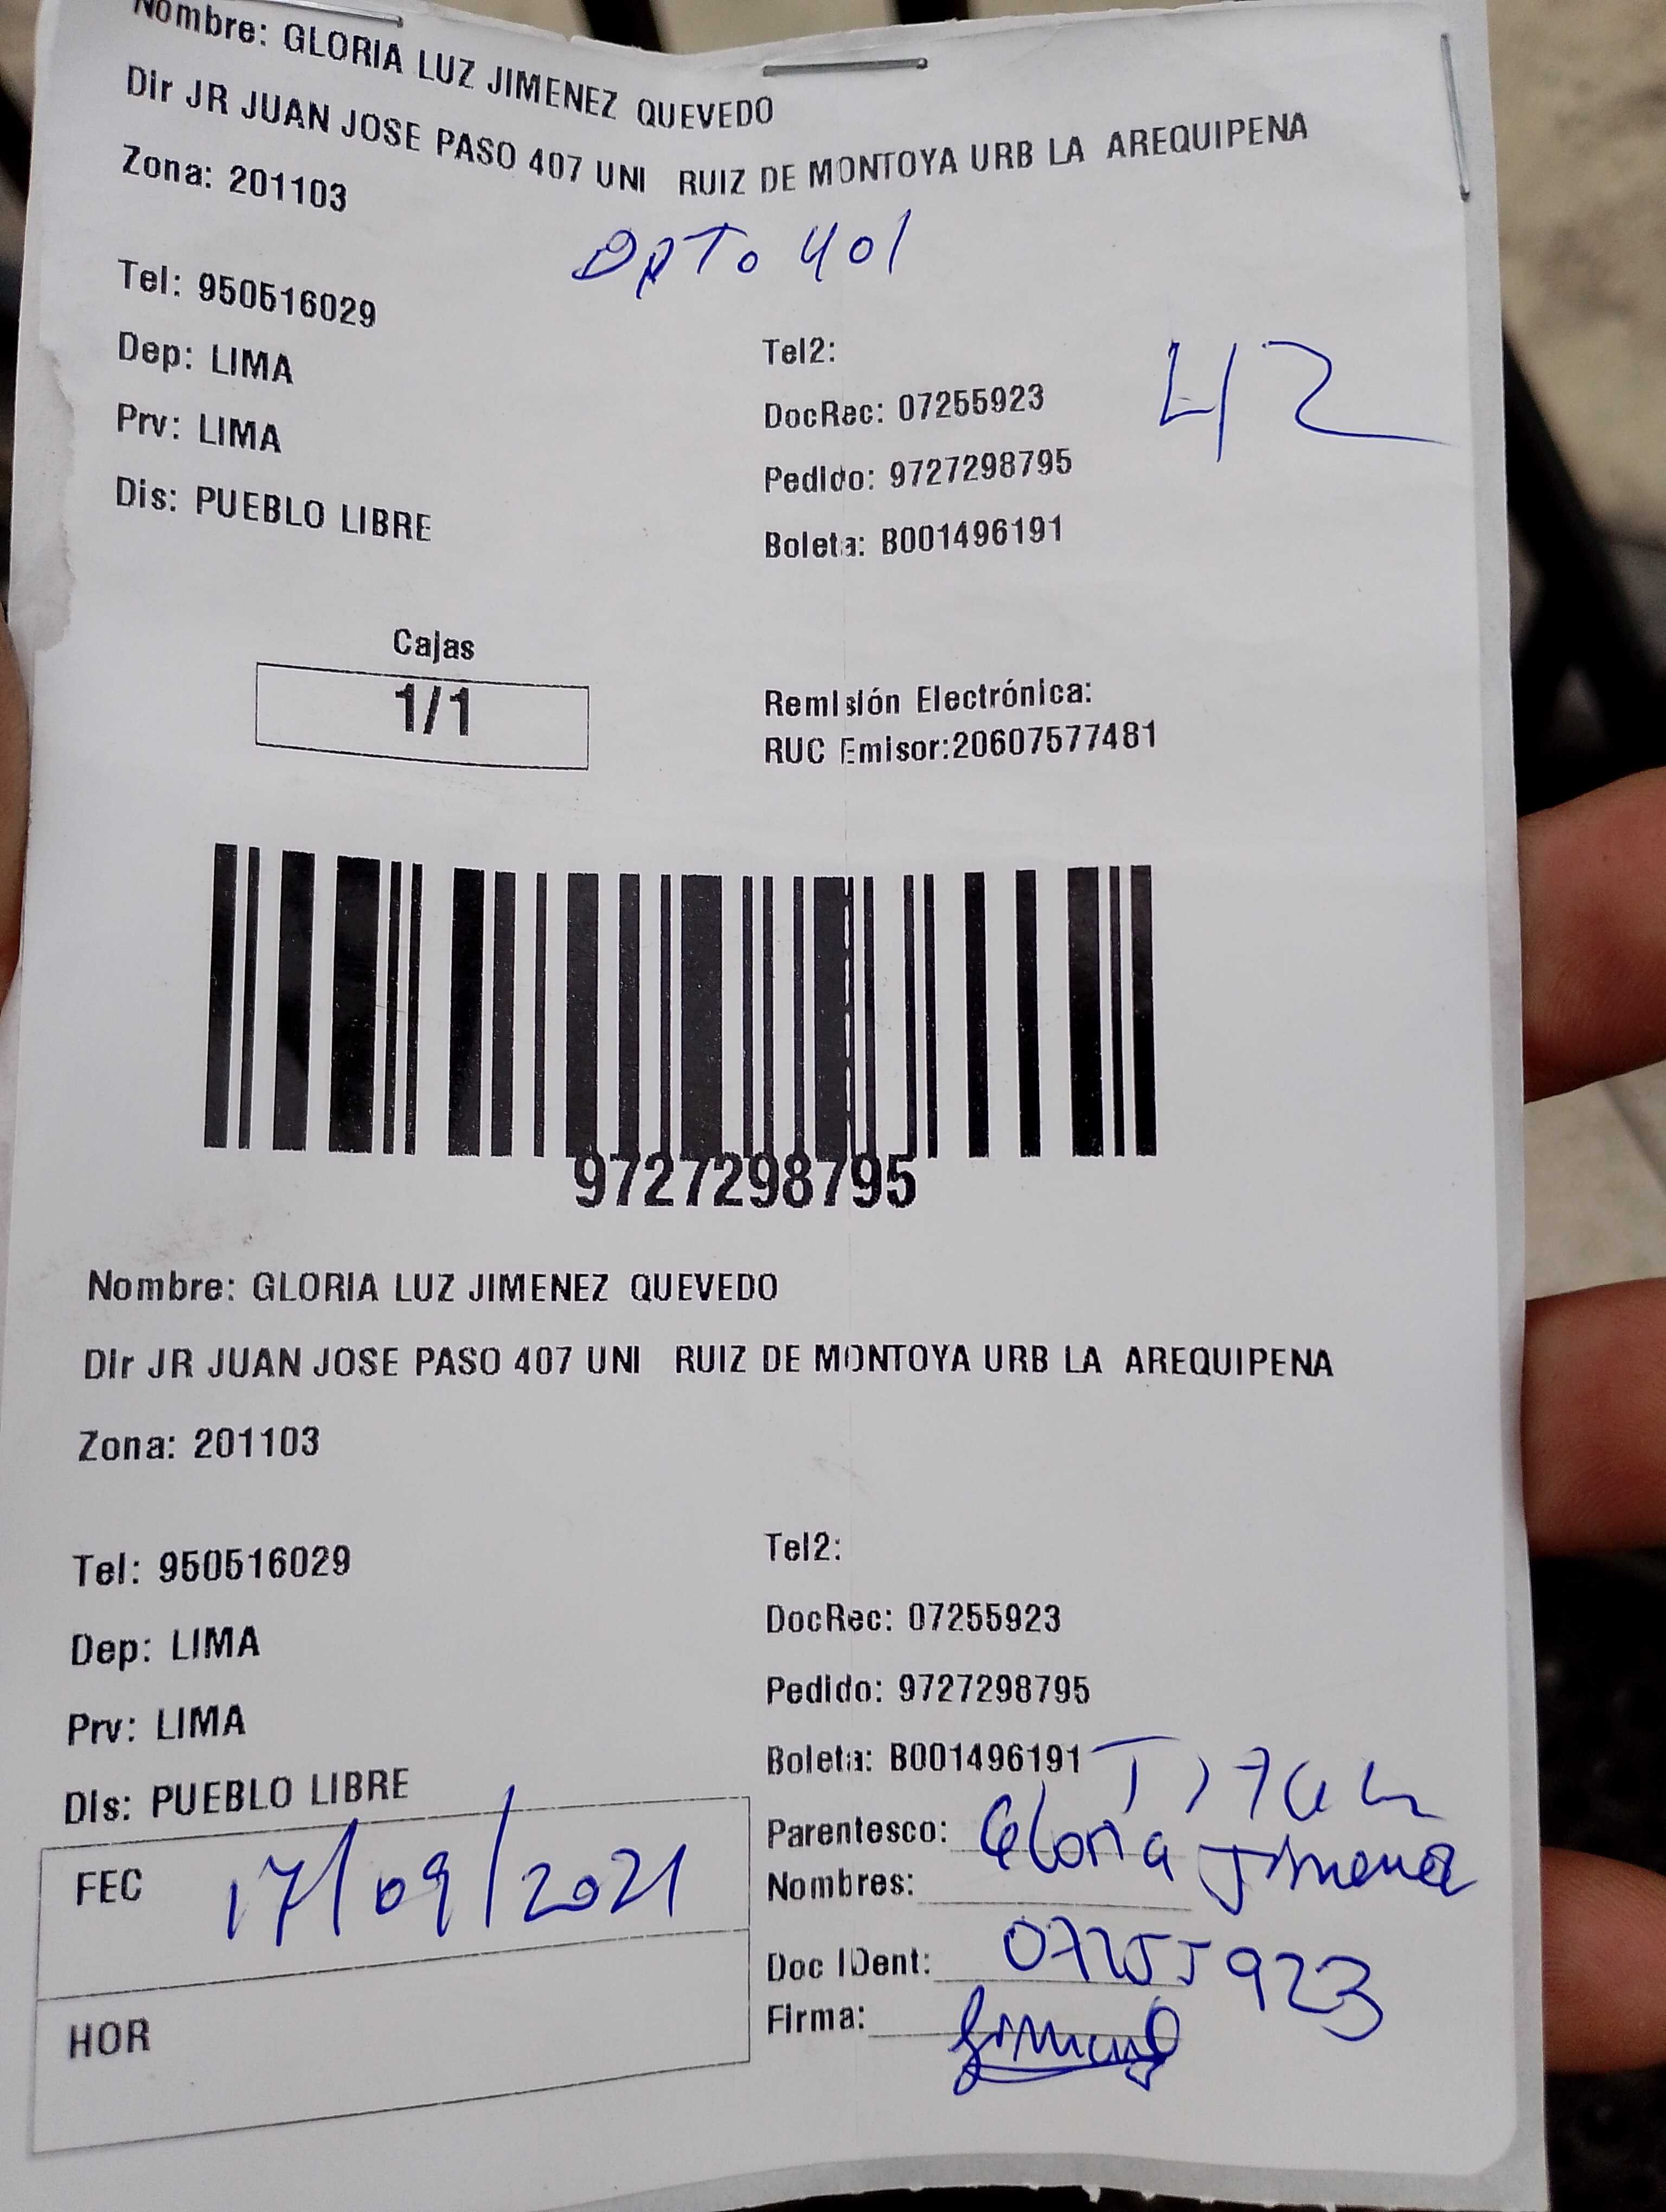 Nombre: GLORIA LUZ JIMENEZ QUEVEDO
Dir JR JUAN JOSE PASO 407 UNI RUIZ DE MONTOYA URB LA AREQUIPENA
Zona: 201103
DPTO 401
Tel: 950516029
Tel2:
42
Dep: LIMA
DocRec: 07255923
Prv: LIMA
Pedido: 9727298795
Dis: PUEBLO LIBRE
Boleta: B001496191
Cajas
1/1
Remisión Electrónica:
RUC Emisor:20607577481
9727298795
Nombre: GLORIA LUZ JIMENEZ QUEVEDO
Dir JR JUAN JOSE PASO 407 UNI RUIZ DE MONTOYA URB LA AREQUIPENA
Zona: 201103
Tel: 950516029
Tel2:
Dep: LIMA
DocRec: 07255923
Prv: LIMA
Pedido: 9727298795
Dis: PUEBLO LIBRE
Boleta: B001496191
FEC 17/09/2021
HOR
Parentesco: Gloria Jimenez
Nombres:
Doc IDent: 07255923
Firma: